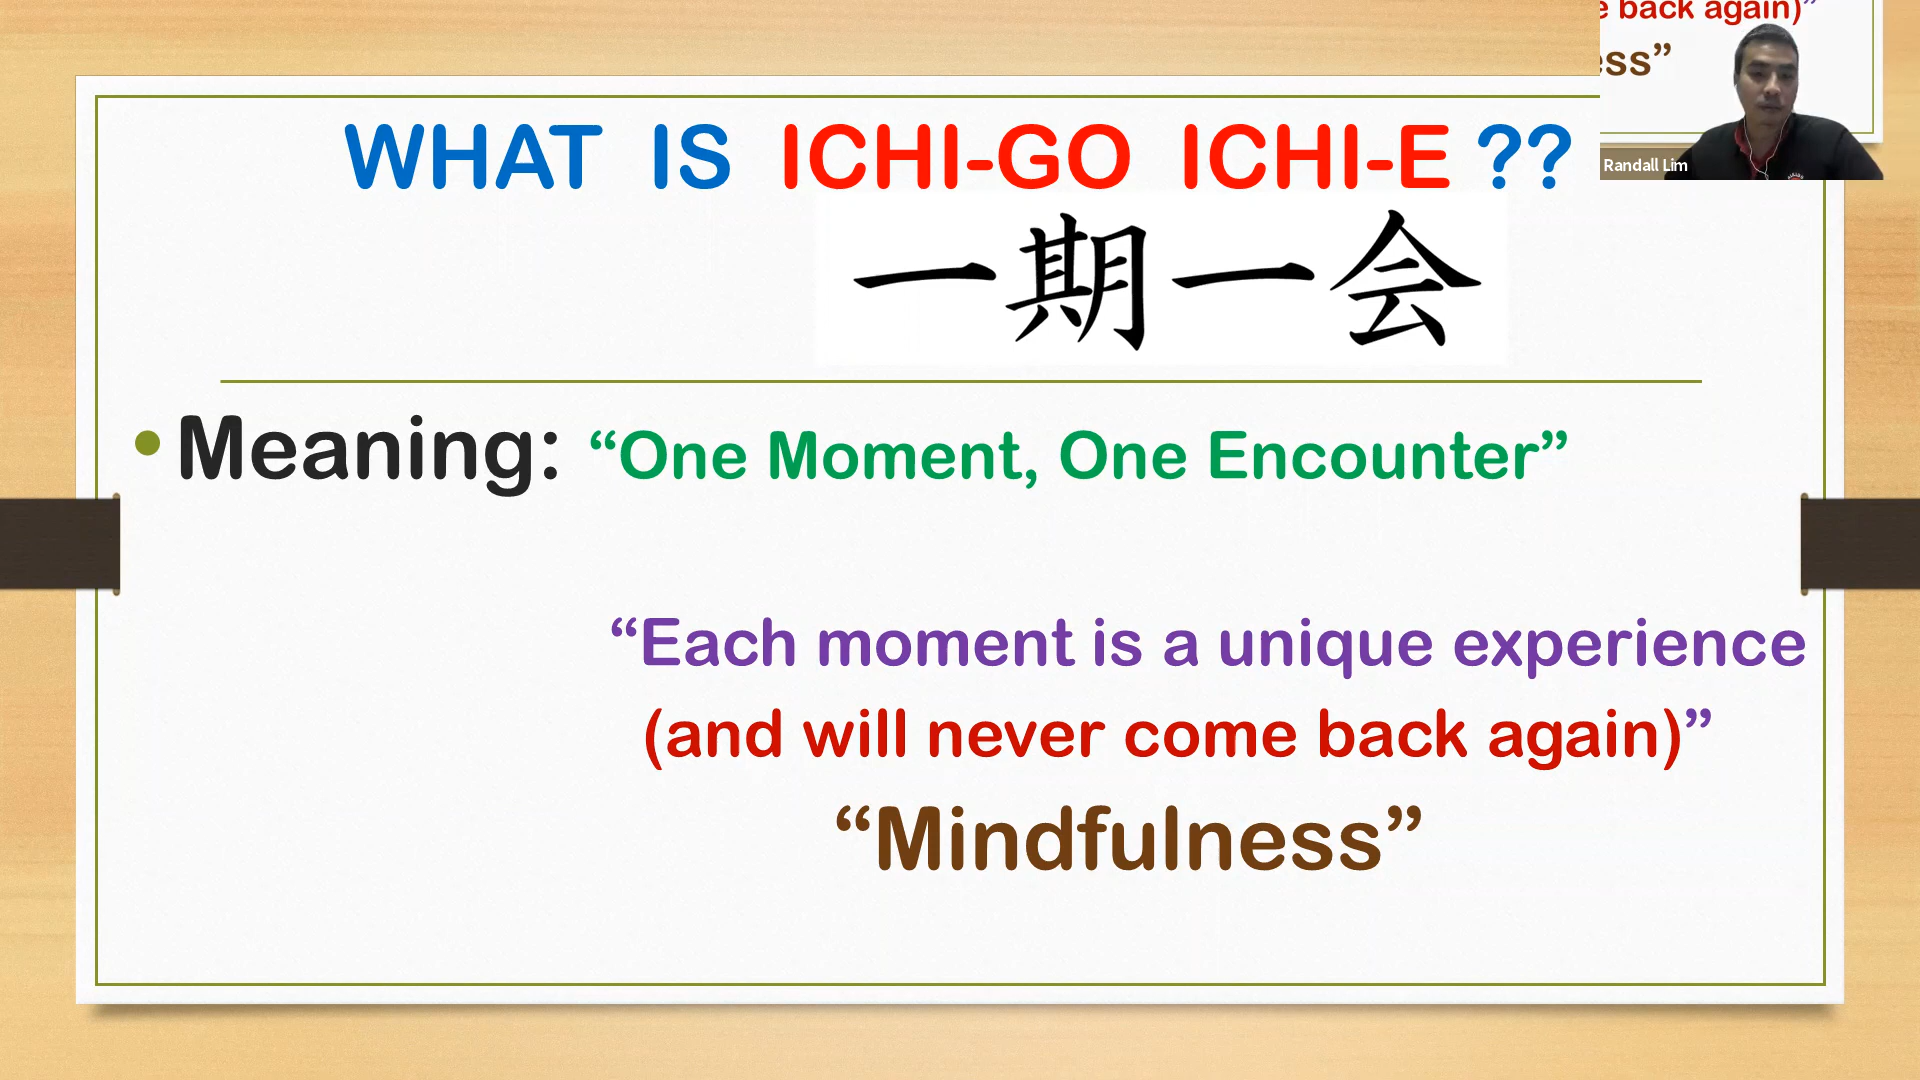 WHAT IS ICHI-GO ICHI-E ??
一期一会
• Meaning: “One Moment, One Encounter”
“Each moment is a unique experience
(and will never come back again)”
“Mindfulness”
e back again)”
ess”
Randall Lim